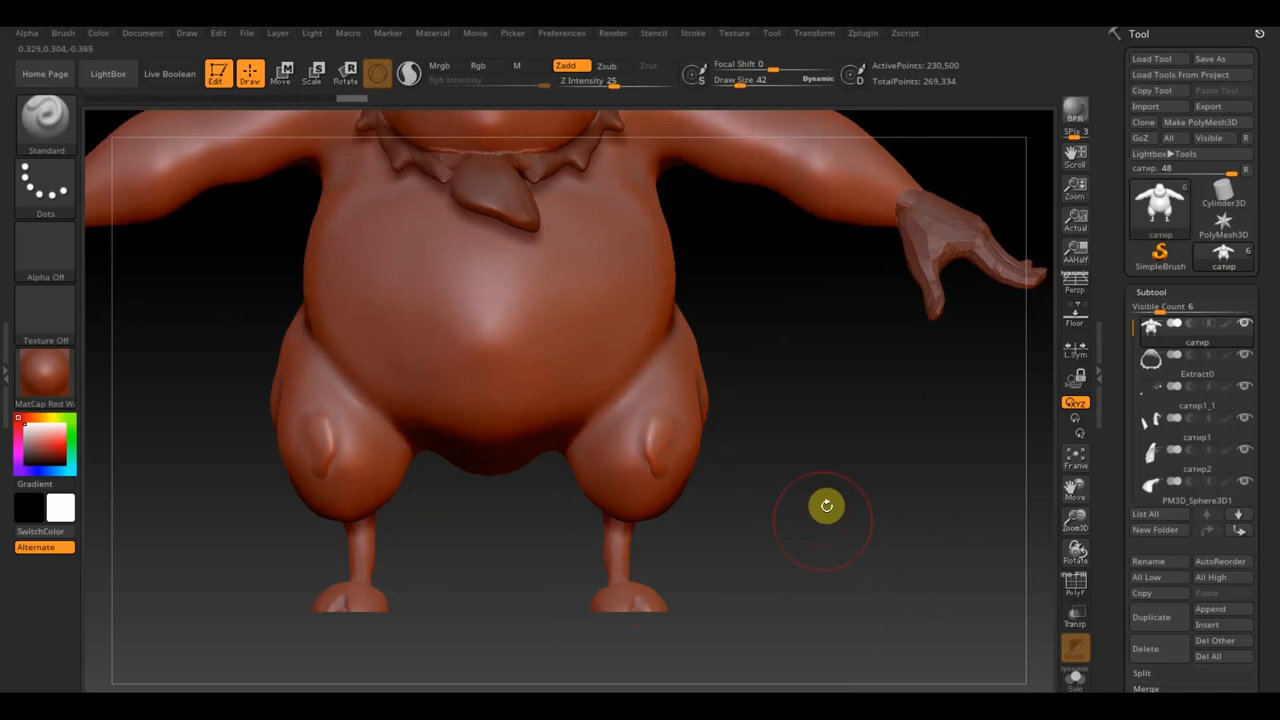 Alpha Brush Color Document Draw Edit File Layer Light Macro Marker Material Movie Picker Preferences Render Stencil Stroke Texture Tool Transform Zplugin Zscript
Tool
0.329,0.304,-0.365
Home Page
LightBox
Live Boolean
Edit
Draw
Move
Scale
Rotate
Mrgb Rgb M
Rgb Intensity
Zadd Zsub Zcut
Z Intensity 25
S
Focal Shift 0
Draw Size 42 Dynamic
D
ActivePoints: 230,500
TotalPoints: 269,334
Standard
Dots
Alpha Off
Texture Off
MatCap Red W
Gradient
SwitchColor
Alternate
BPR
SPix 3
Scroll
Zoom
Actual
AAHalf
Dynamic
Persp
Floor
L.Sym
XYZ
Frame
Move
Zoom3D
Rotate
Line Fill
PolyF
Transp
Ghost
Dynamic
Solo
Load Tool Save As
Load Tools From Project
Copy Tool Paste Tool
Import Export
Clone Make PolyMesh3D
GoZ All Visible R
Lightbox▶Tools
сатир. 48 R
6
сатир
Cylinder3D
PolyMesh3D
SimpleBrush
6
сатир
Subtool
Visible Count 6
сатир
Extract0
сатир1_1
сатир1
сатир2
PM3D_Sphere3D1
List All
New Folder
Rename AutoReorder
All Low All High
Copy Paste
Duplicate
Append
Insert
Delete
Del Other
Del All
Split
Merge